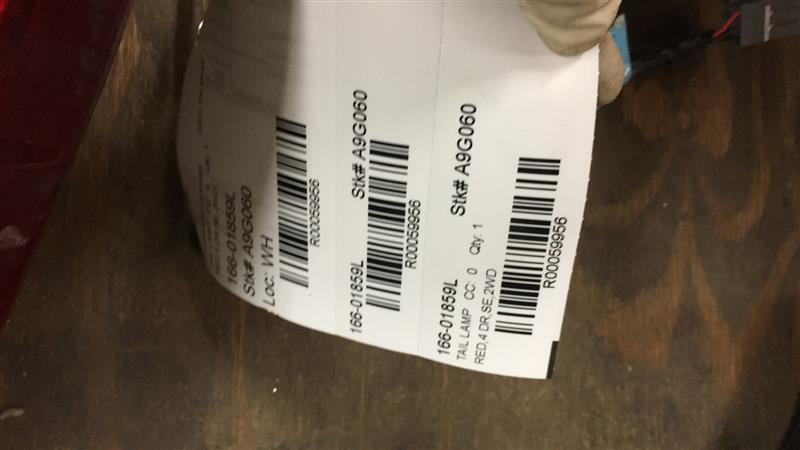 166-01859L
Stk# A9G060
Loc: WH
R00059956
166-01859L Stk# A9G060
R00059956
166-01859L Stk# A9G060
TAIL LAMP CC: 0 Qty: 1
RED,4 DR,SE,2WD
R00059956